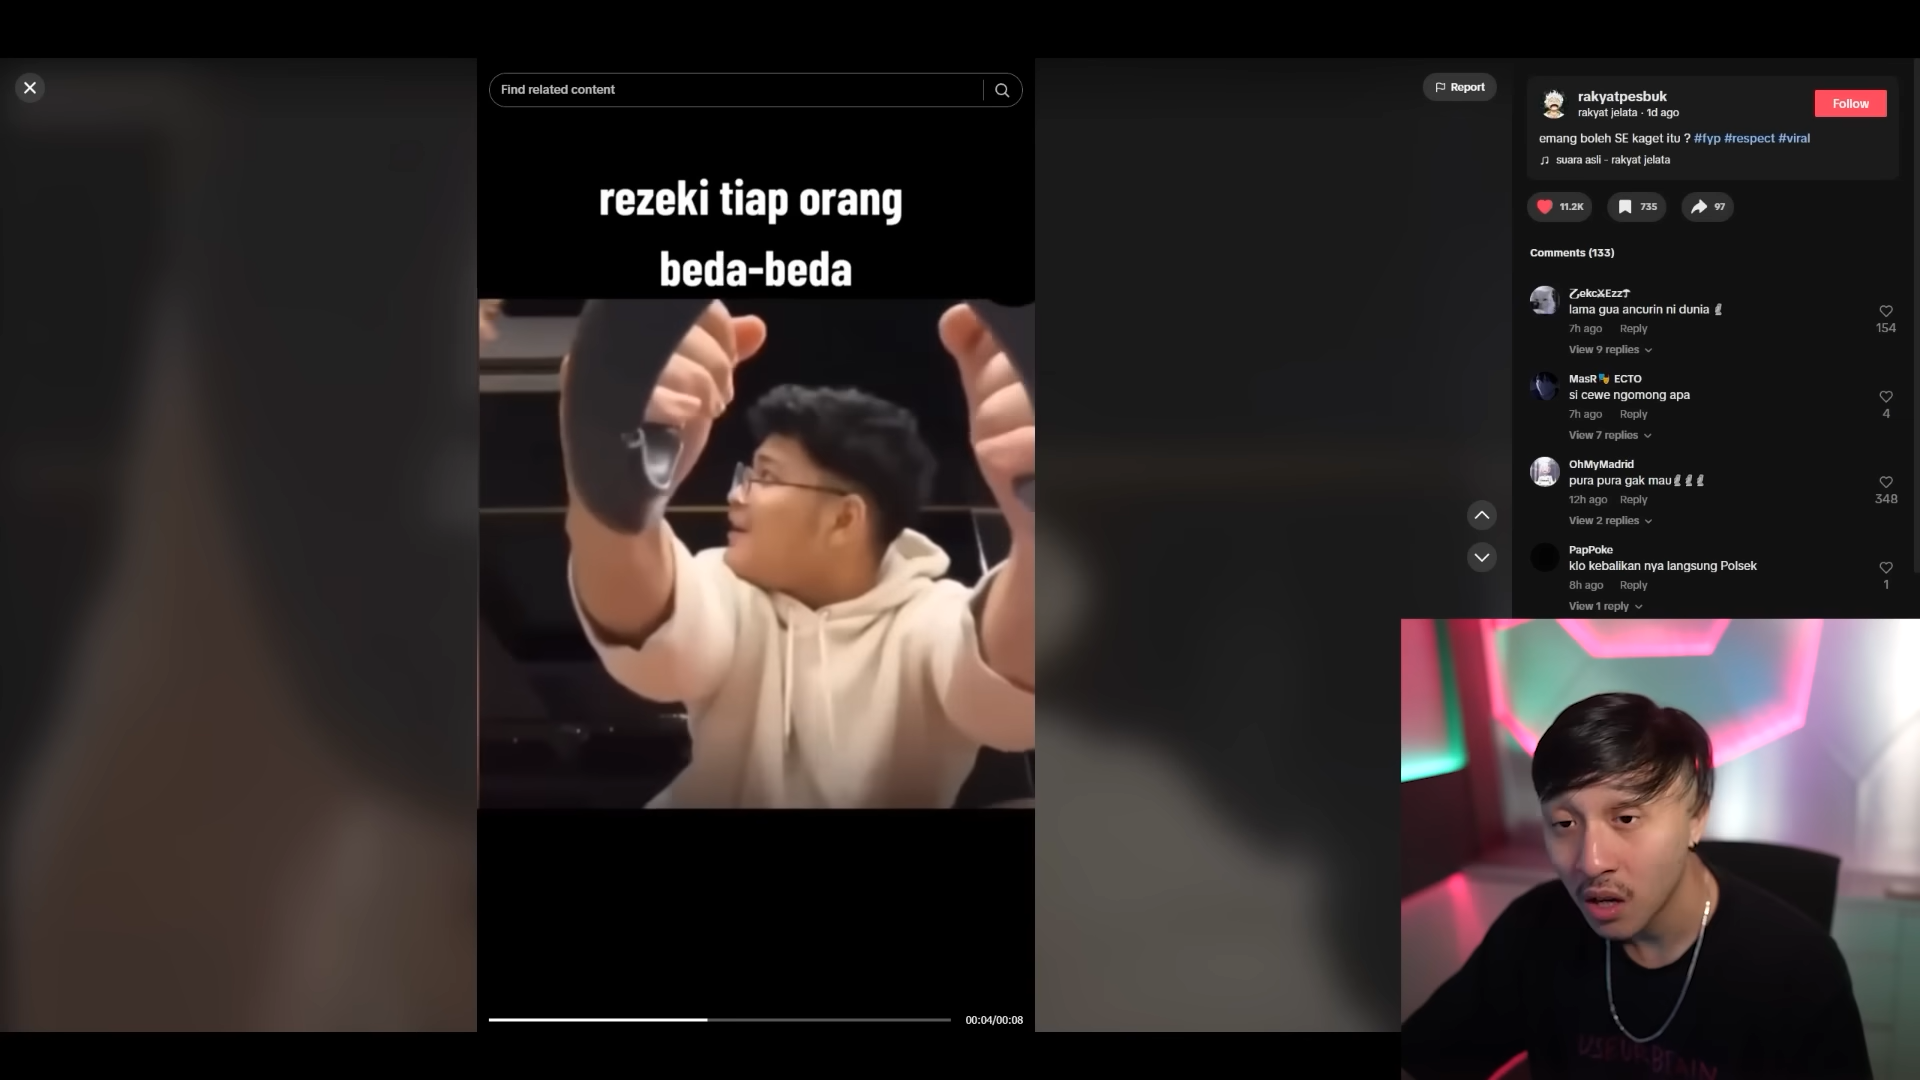 Find related content
Report
rezeki tiap orang
beda-beda
00:04/00:08
rakyatpesbuk
rakyat jelata · 1d ago
Follow
emang boleh SE kaget itu ? #fyp #respect #viral
suara asli - rakyat jelata
11.2K
735
97
Comments (133)
lama gua ancurin ni dunia
7h ago Reply
154
View 9 replies
MasR ECTO
si cewe ngomong apa
7h ago Reply
4
View 7 replies
OhMyMadrid
pura pura gak mau
12h ago Reply
348
View 2 replies
PapPoke
klo kebalikan nya langsung Polsek
8h ago Reply
1
View 1 reply